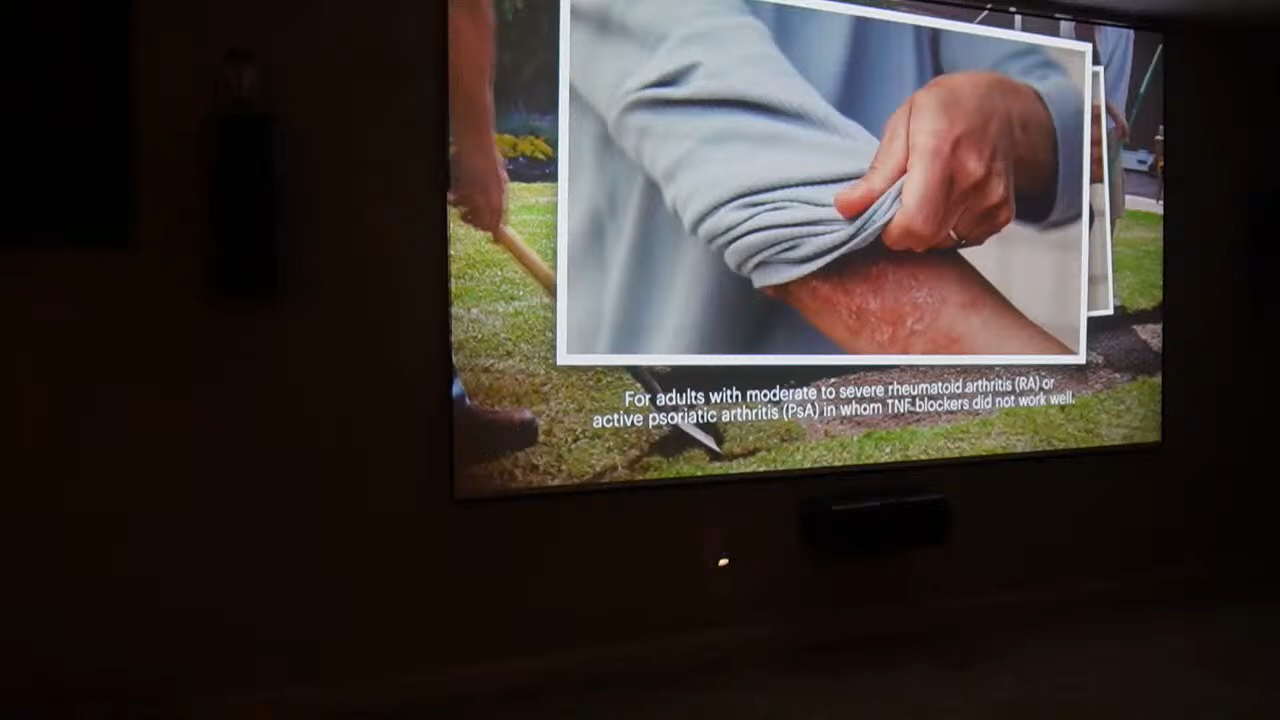 For adults with moderate to severe rheumatoid arthritis (RA) or
active psoriatic arthritis (PsA) in whom TNF blockers did not work well.